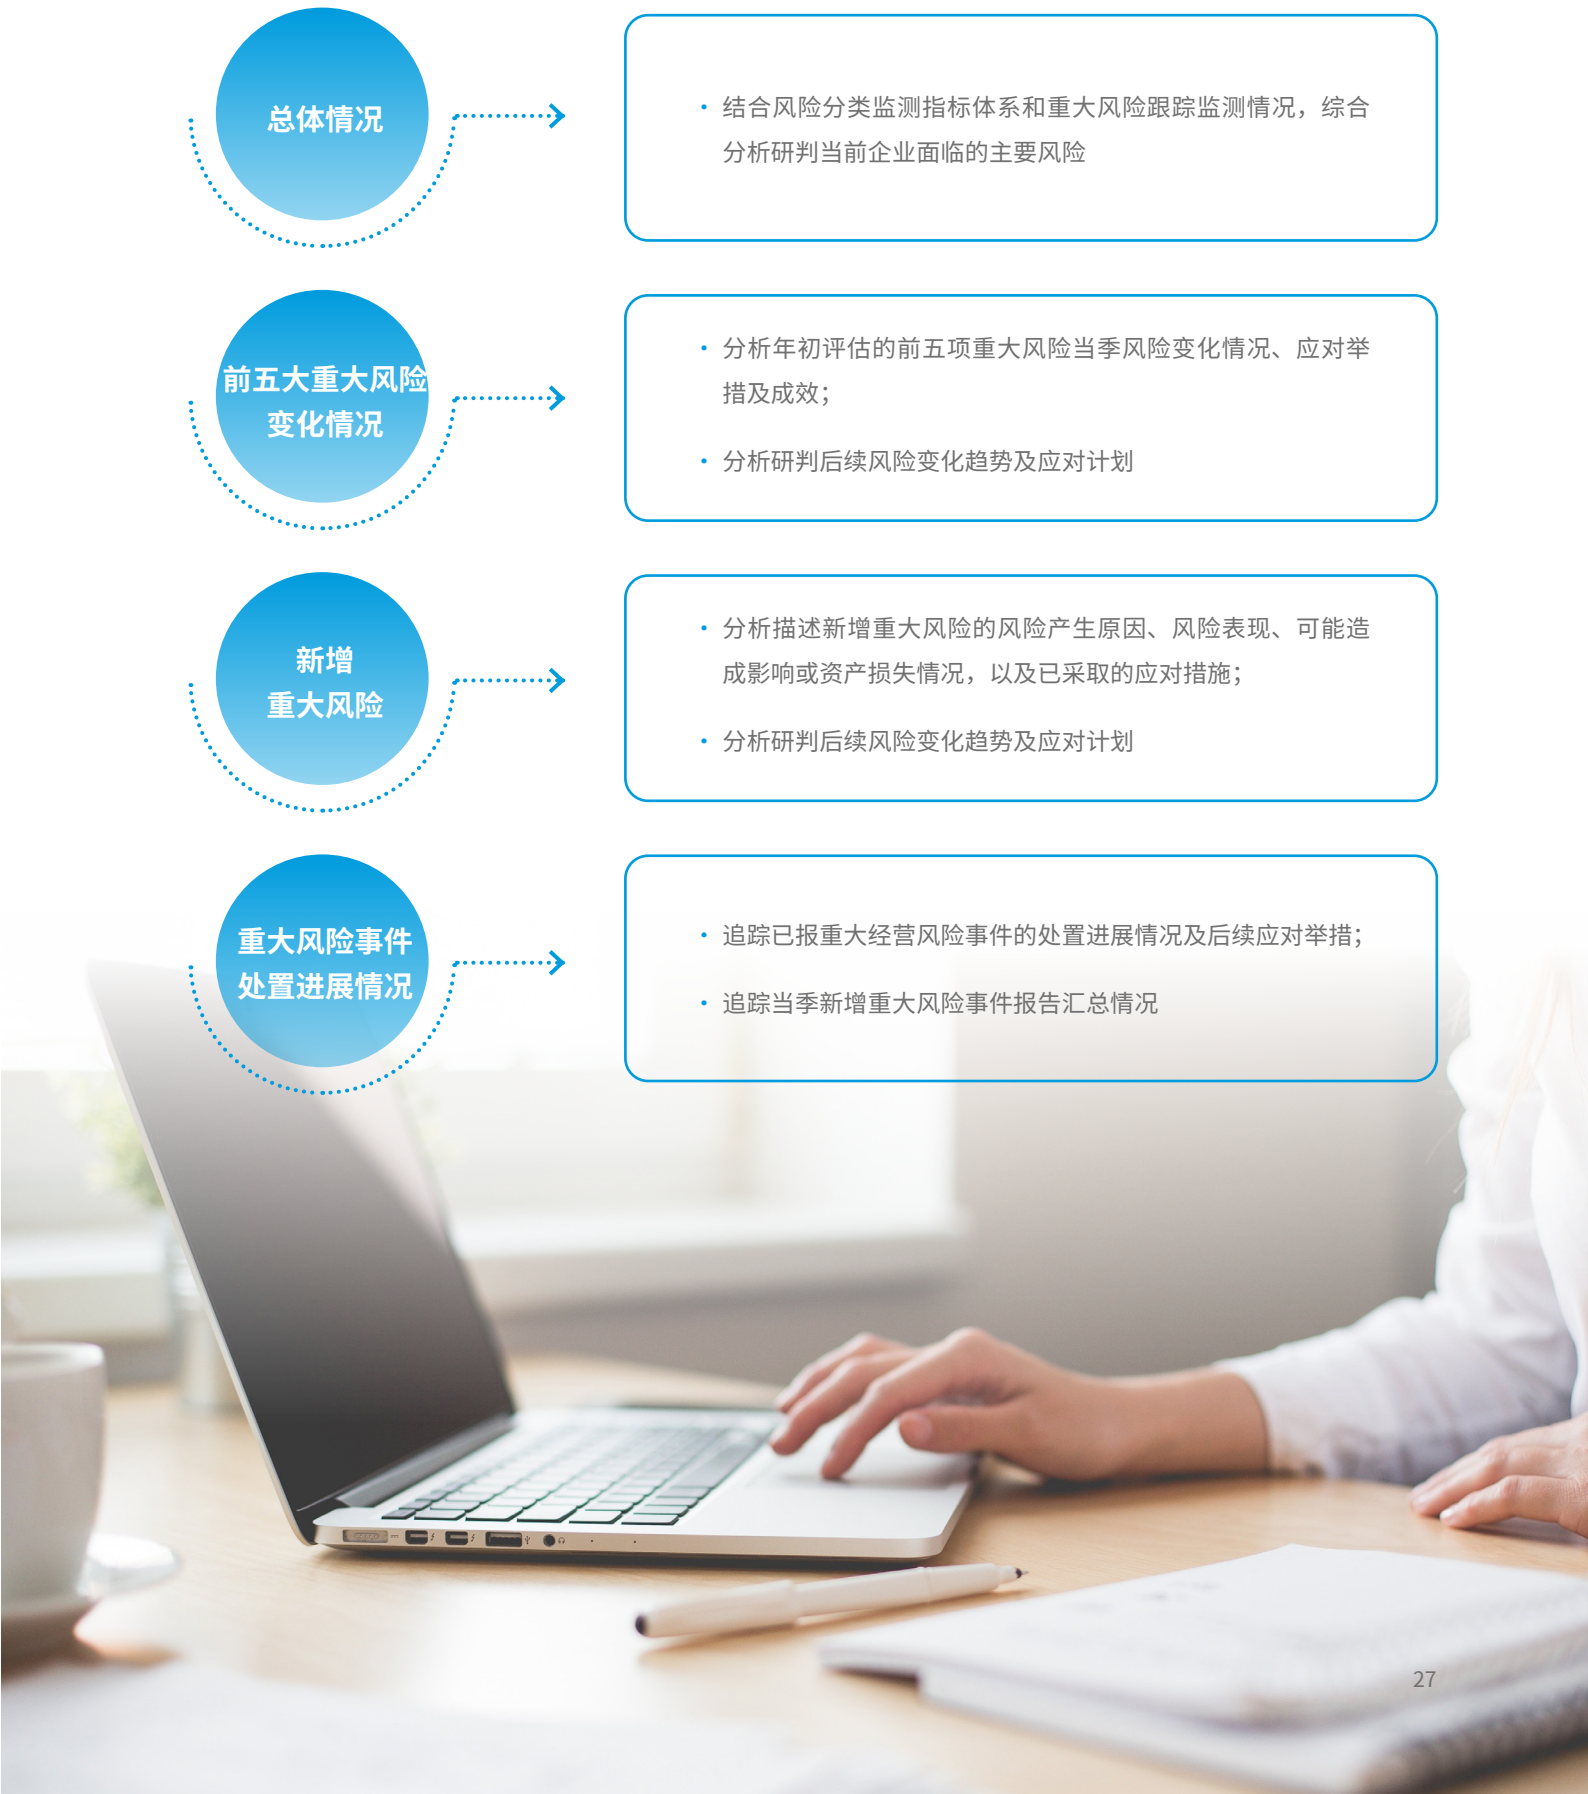 总体情况
• 结合风险分类监测指标体系和重大风险跟踪监测情况，综合
分析研判当前企业面临的主要风险
前五大重大风险
变化情况
• 分析年初评估的前五项重大风险当季风险变化情况、应对举
措及成效；
• 分析研判后续风险变化趋势及应对计划
新增
重大风险
• 分析描述新增重大风险的风险产生原因、风险表现、可能造
成影响或资产损失情况，以及已采取的应对措施；
• 分析研判后续风险变化趋势及应对计划
重大风险事件
处置进展情况
• 追踪已报重大经营风险事件的处置进展情况及后续应对举措；
• 追踪当季新增重大风险事件报告汇总情况
27